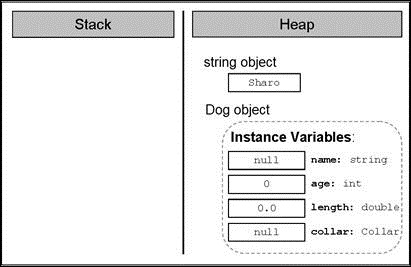 Stack
Heap
string object
Sharo
Dog object
Instance Variables:
null name: string
0 age: int
0.0 length: double
null collar: Collar